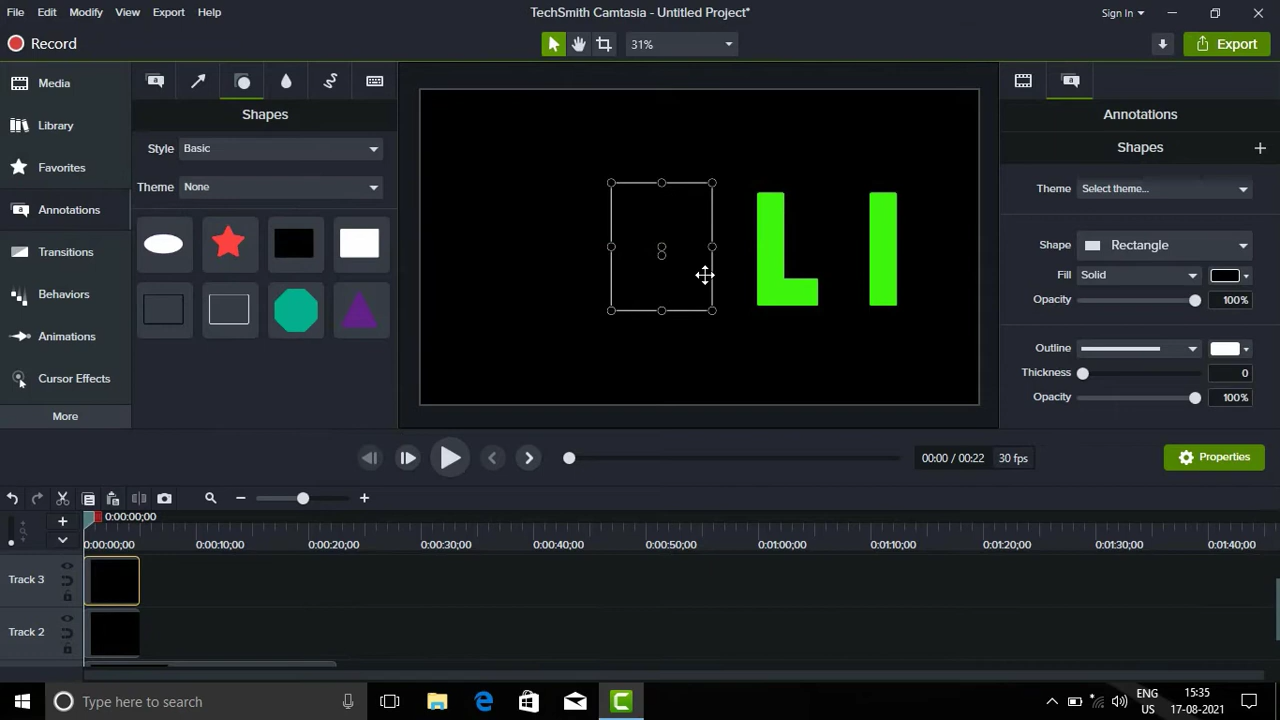 File Edit Modify View Export Help
TechSmith Camtasia - Untitled Project*
Sign In
Record
31%
Export
Media
Library
Favorites
Annotations
Transitions
Behaviors
Animations
Cursor Effects
More
Shapes
Style Basic
Theme None
LI
Annotations
Shapes
Theme Select theme...
Shape Rectangle
Fill Solid
Opacity 100%
Outline
Thickness 0
Opacity 100%
00:00 / 00:22 30 fps
Properties
0:00:00;00
0:00:00;00 0:00:10;00 0:00:20;00 0:00:30;00 0:00:40;00 0:00:50;00 0:01:00;00 0:01:10;00 0:01:20;00 0:01:30;00 0:01:40;00
Track 3
Track 2
Type here to search
ENG
US
15:35
17-08-2021